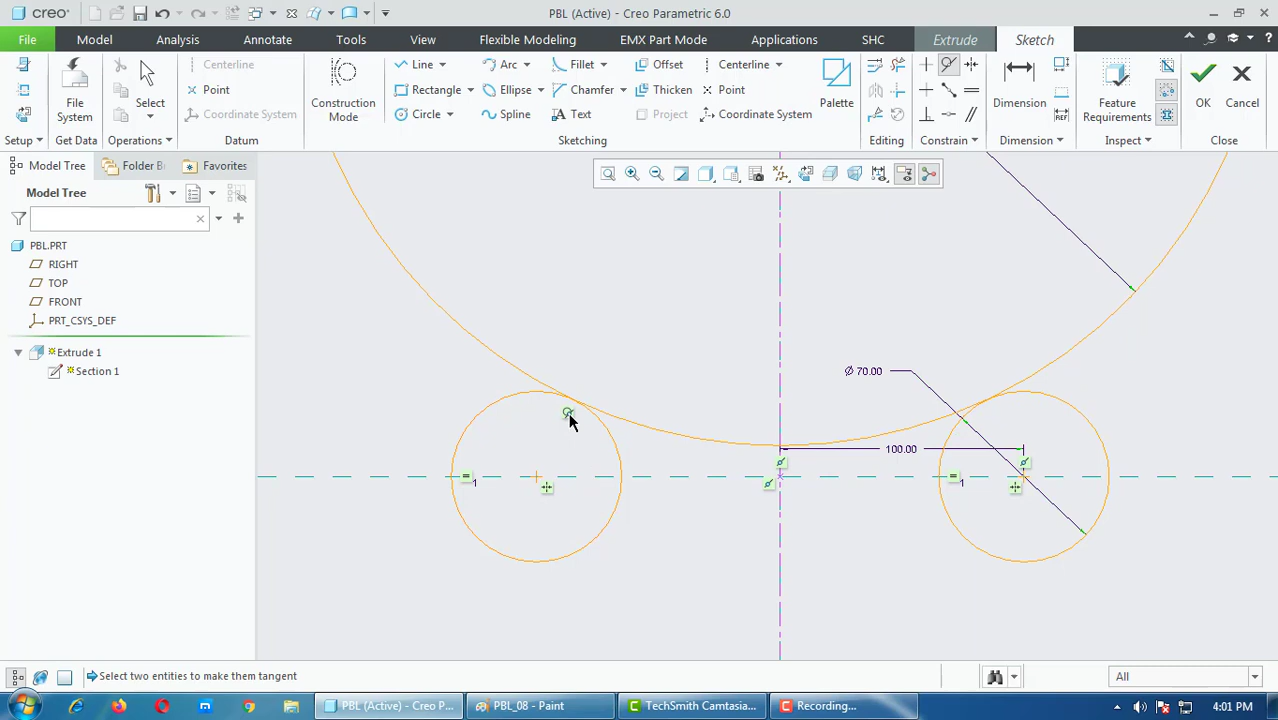 creo
PBL (Active) - Creo Parametric 6.0
File
Model
Analysis
Annotate
Tools
View
Flexible Modeling
EMX Part Mode
Applications
SHC
Extrude
Sketch
File System
Select
Centerline
Point
Coordinate System
Construction Mode
Line
Rectangle
Circle
Arc
Ellipse
Spline
Fillet
Chamfer
Text
Offset
Thicken
Project
Centerline
Point
Coordinate System
Palette
Dimension
Feature Requirements
OK
Cancel
Setup
Get Data
Operations
Datum
Sketching
Editing
Constrain
Dimension
Inspect
Close
Model Tree
Folder B
Favorites
Model Tree
PBL.PRT
RIGHT
TOP
FRONT
PRT_CSYS_DEF
Extrude 1
Section 1
Ø 70.00
100.00
1
1
Select two entities to make them tangent
All
PBL (Active) - Creo P...
PBL_08 - Paint
TechSmith Camtasia...
Recording...
4:01 PM